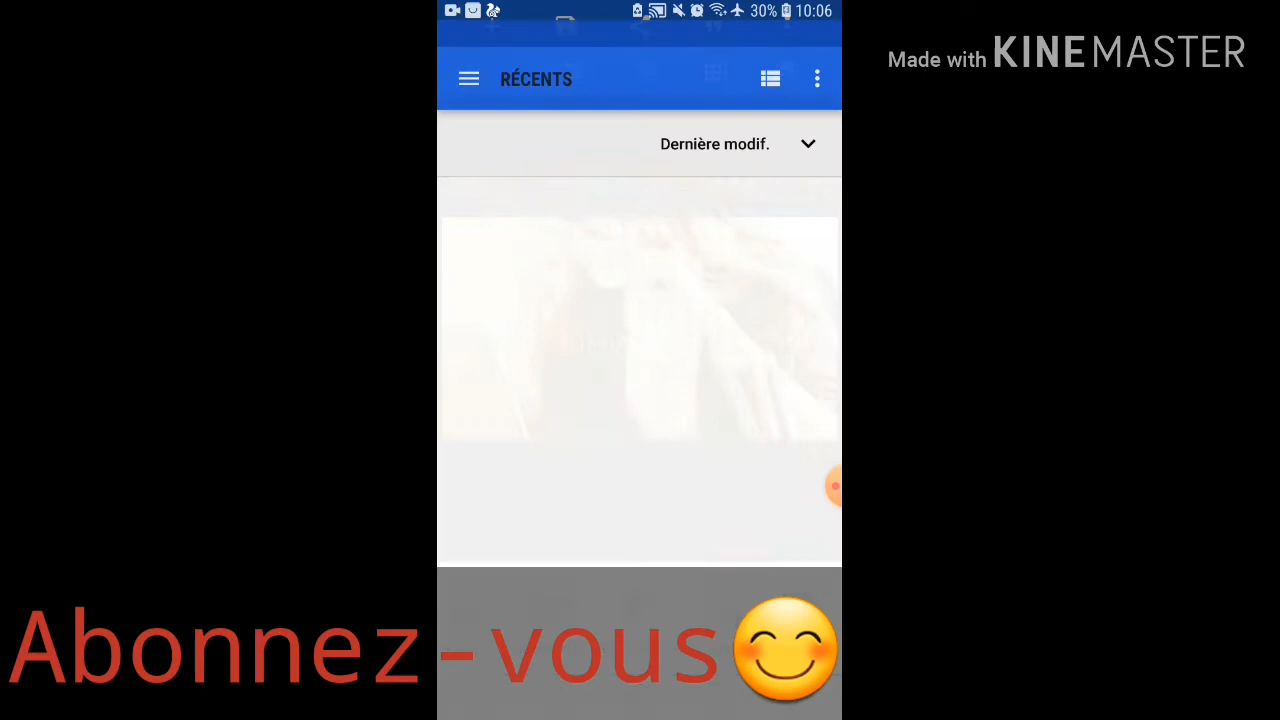 30% 10:06
Made with KINEMASTER
RÉCENTS
Dernière modif.
Abonnez-vous😊